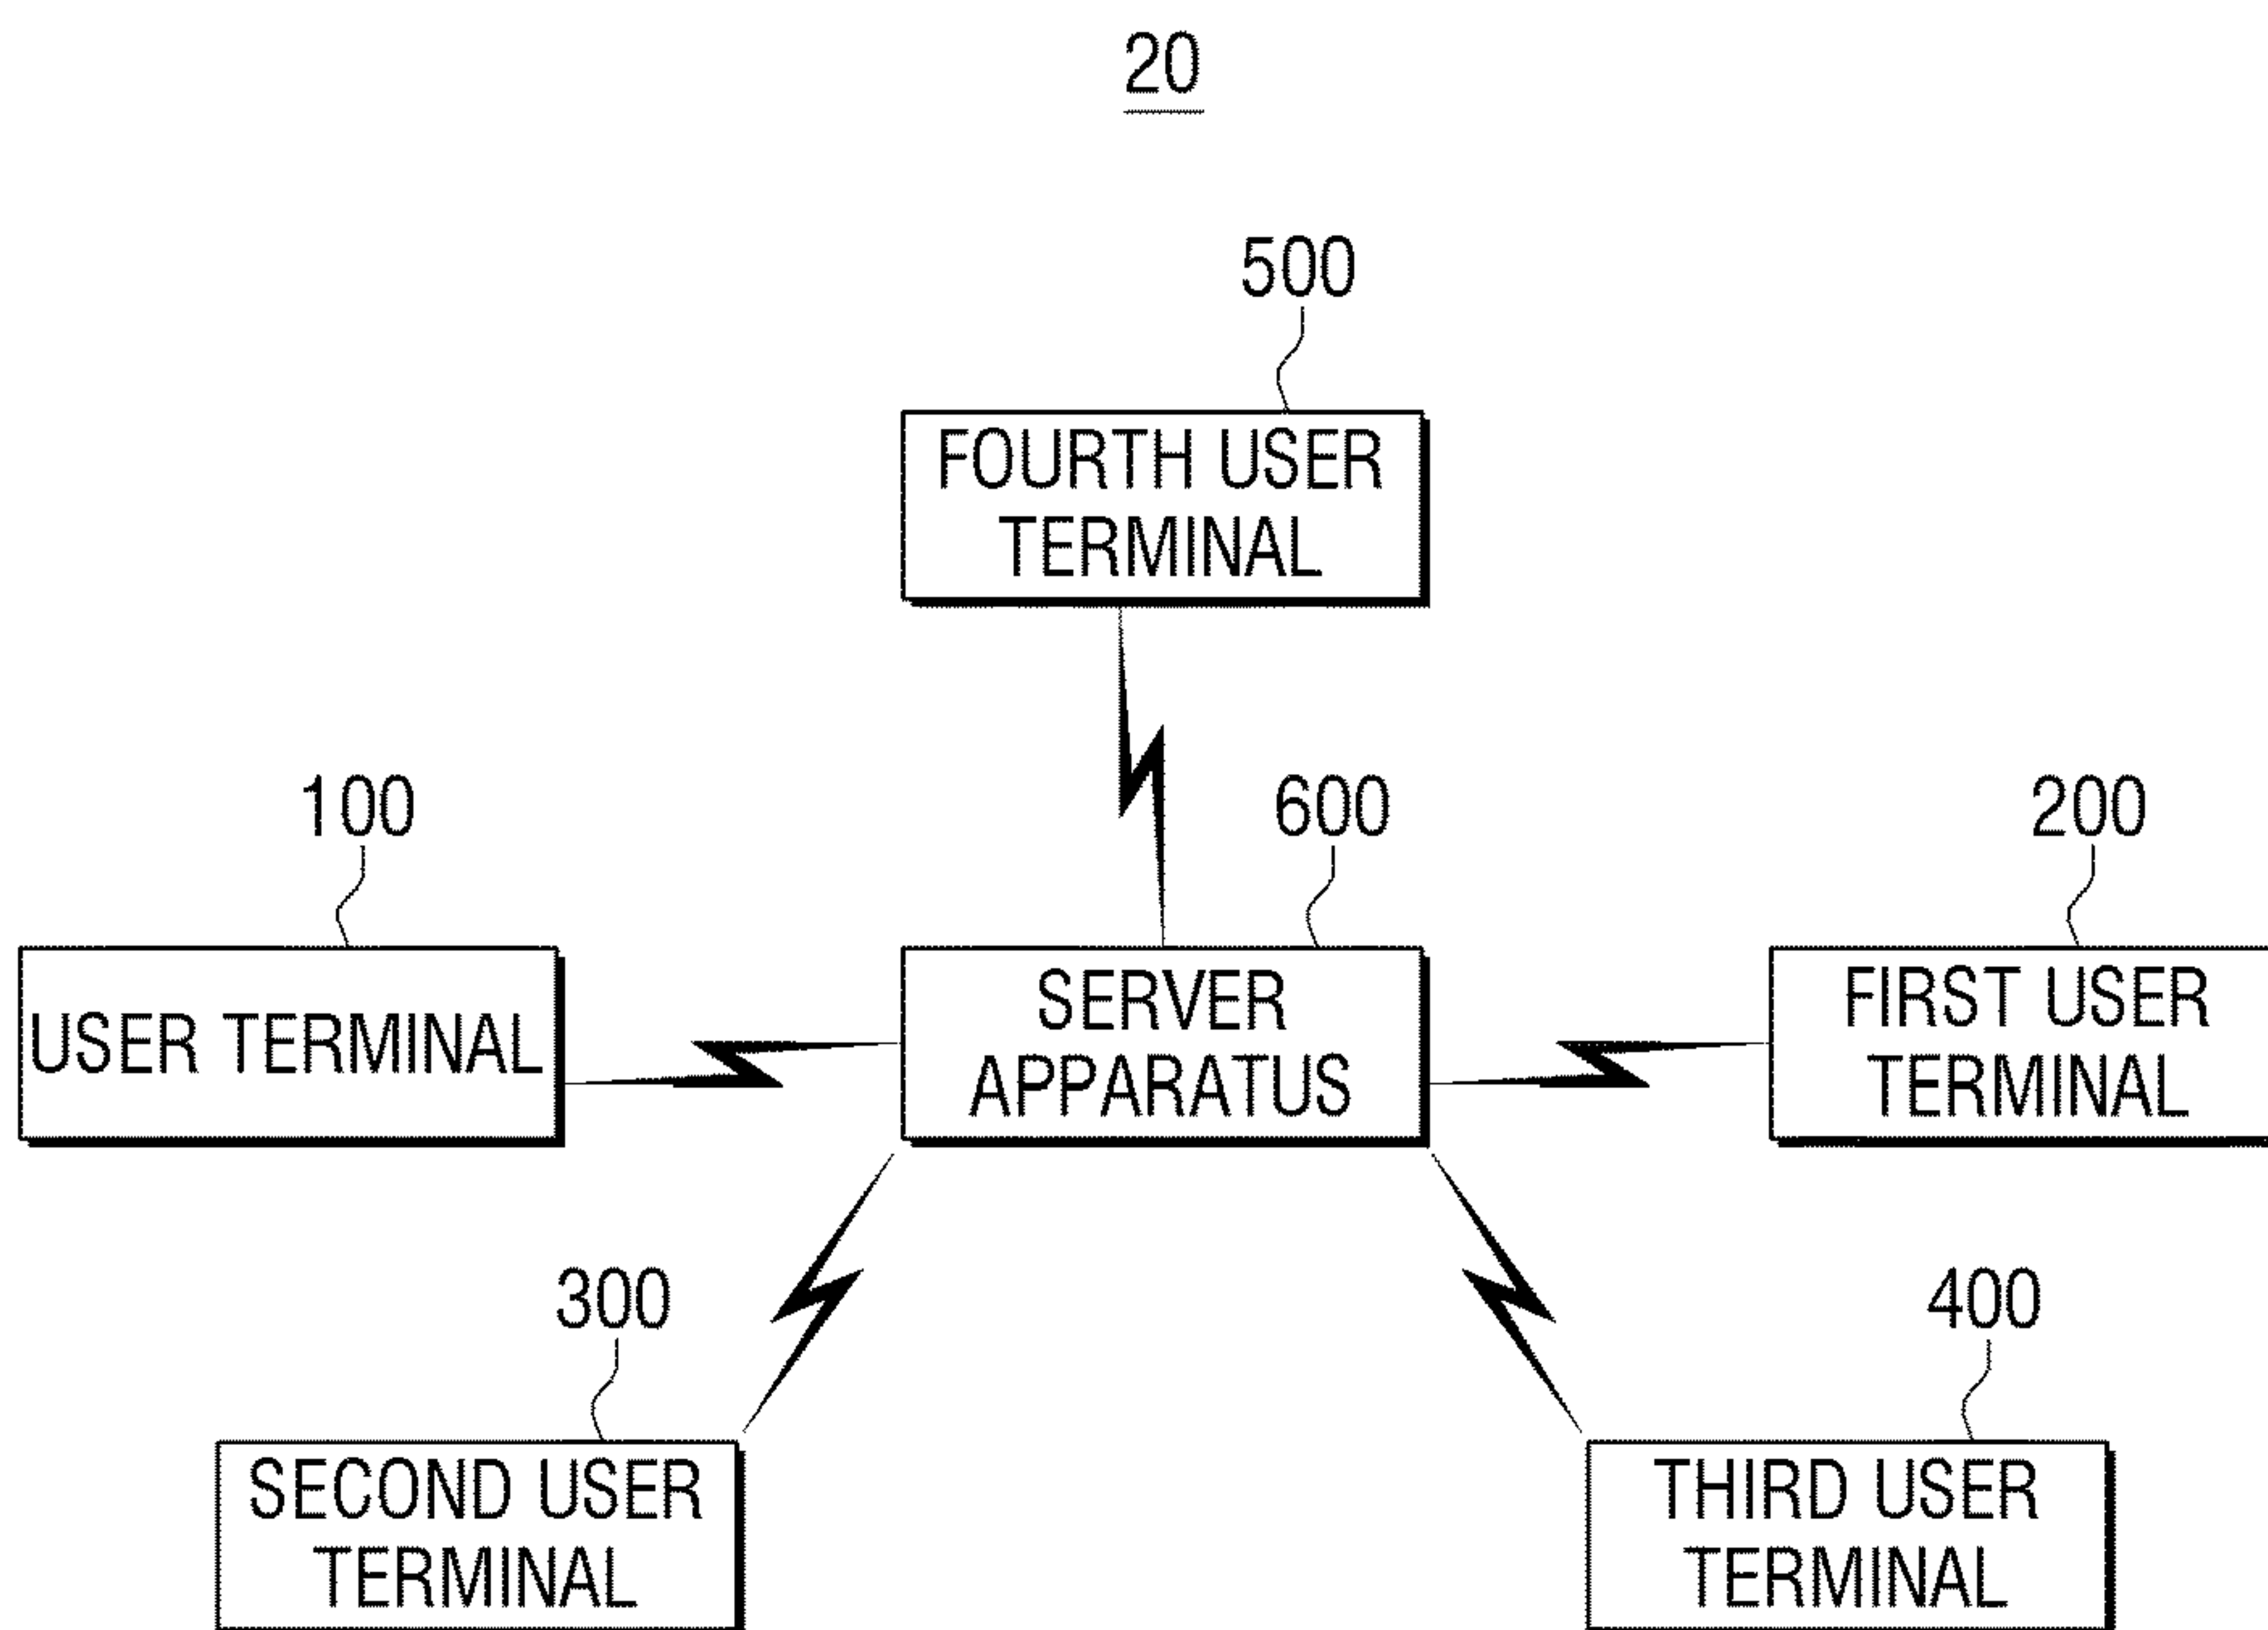 20
500
FOURTH USER
TERMINAL
100
600
200
USER TERMINAL
SERVER
APPARATUS
FIRST USER
TERMINAL
300
400
SECOND USER
TERMINAL
THIRD USER
TERMINAL